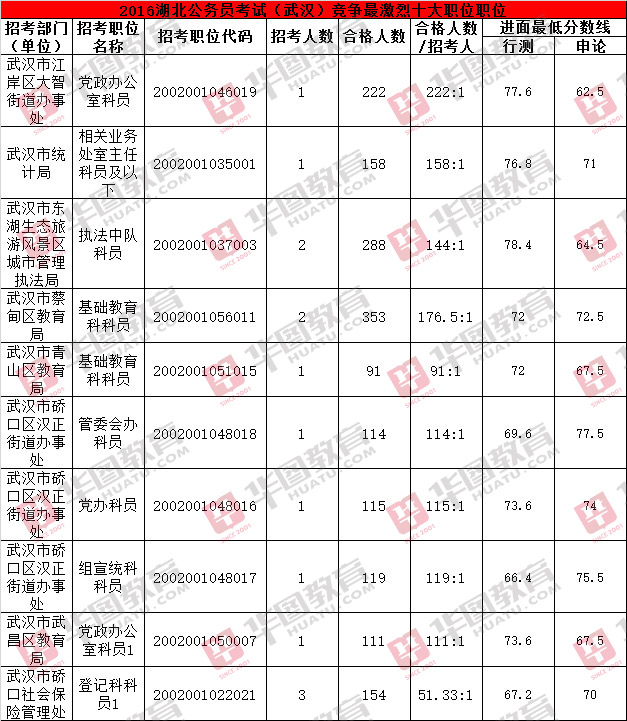 2016湖北公务员考试（武汉）竞争最激烈十大职位职位
招考部门（单位） 招考职位名称 招考职位代码 招考人数 合格人数 合格人数/招考人 进面最低分数线
行测 申论
武汉市江岸区大智街道办事处 党政办公室科员 2002001046019 1 222 222:1 77.6 62.5
武汉市统计局 相关业务处室主任科员及以下 2002001035001 1 158 158:1 76.8 71
武汉市东湖生态旅游风景区城市管理执法局 执法中队科员 2002001037003 2 288 144:1 78.4 64.5
武汉市蔡甸区教育局 基础教育科科员 2002001056011 2 353 176.5:1 72 72.5
武汉市青山区教育局 基础教育科科员 2002001051015 1 91 91:1 72 67.5
武汉市硚口区汉正街道办事处 管委会办科员 2002001048018 1 114 114:1 69.6 77.5
武汉市硚口区汉正街道办事处 党办科员 2002001048016 1 115 115:1 73.6 74
武汉市硚口区汉正街道办事处 组宣统科科员 2002001048017 1 119 119:1 66.4 75.5
武汉市武昌区教育局 党政办公室科员1 2002001050007 1 111 111:1 73.6 67.5
武汉市硚口社会保险管理处 登记科科员1 2002001022021 3 154 51.33:1 67.2 70
华图教育
HUATU.COM
SINCE 2001